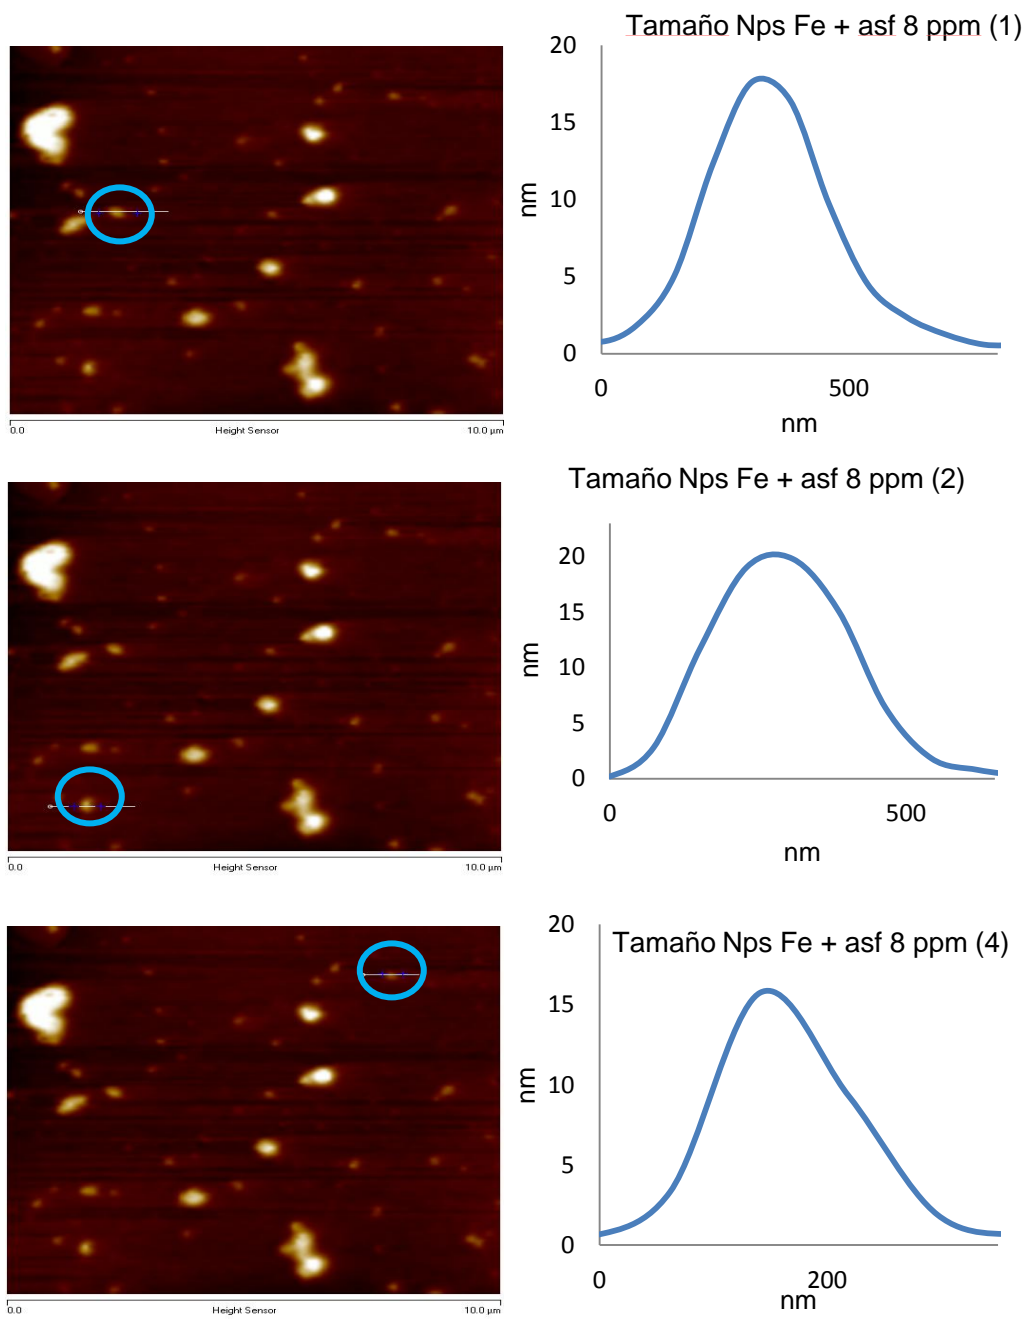 Tamaño Nps Fe + asf 8 ppm (1)
20
15
10
5
0
nm
0 500
nm
0.0 Height Sensor 10.0 µm
Tamaño Nps Fe + asf 8 ppm (2)
20
15
10
5
0
nm
0 500
nm
0.0 Height Sensor 10.0 µm
Tamaño Nps Fe + asf 8 ppm (4)
20
15
10
5
0
nm
0 200
nm
0.0 Height Sensor 10.0 µm